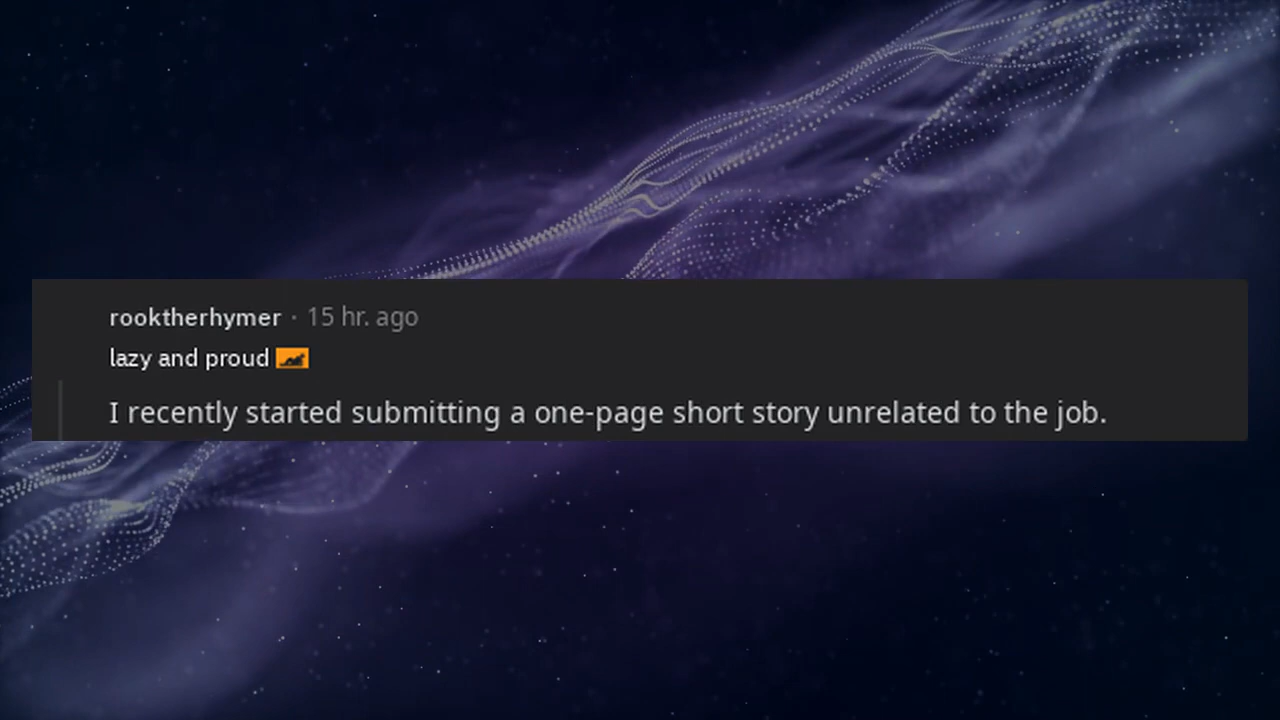 rooktherhymer · 15 hr. ago
lazy and proud
I recently started submitting a one-page short story unrelated to the job.